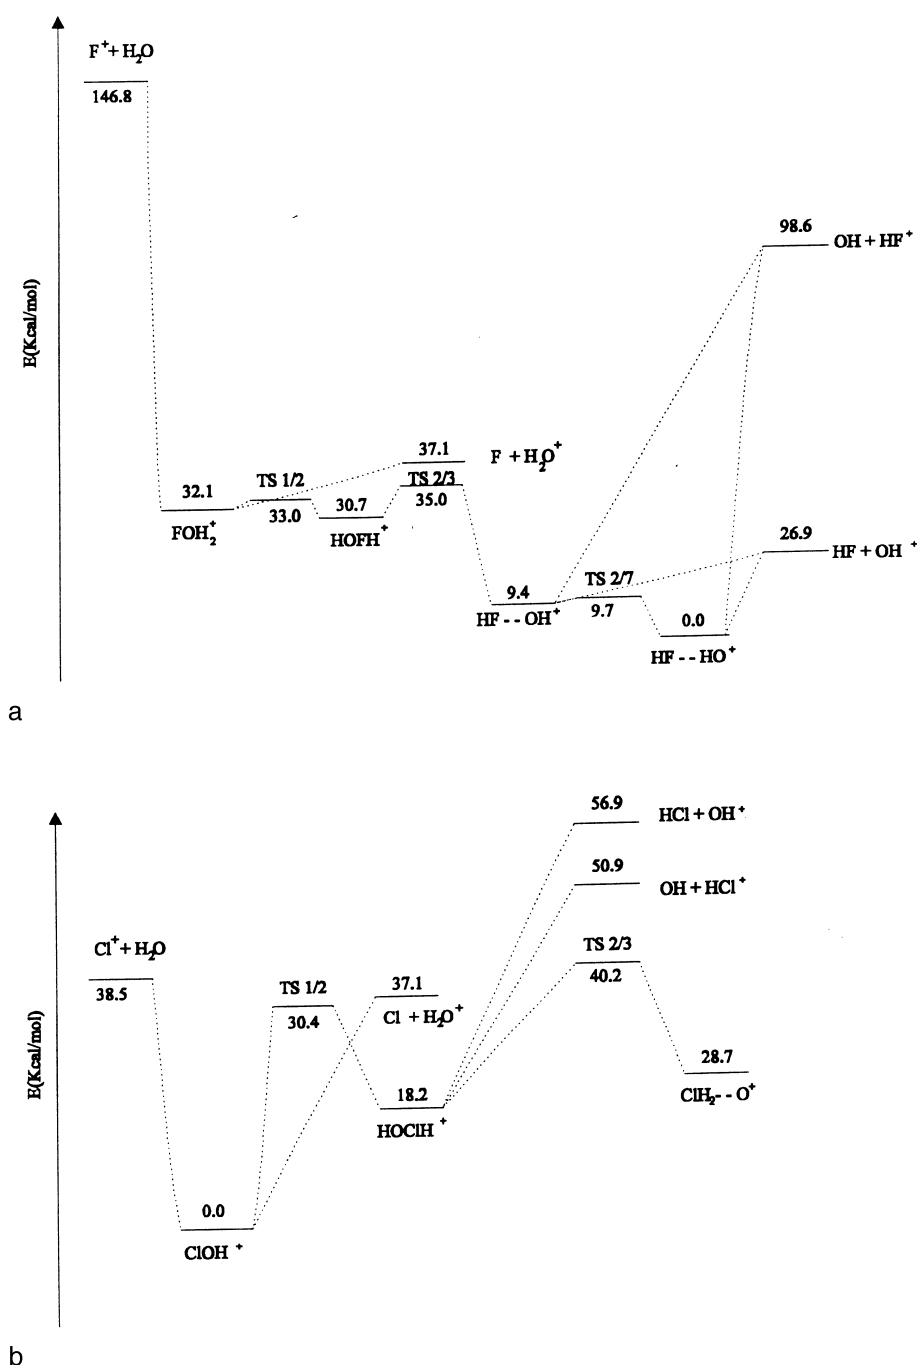 F⁺ + H₂O
146.8
98.6
OH + HF⁺
E(Kcal/mol)
37.1
F + H₂O⁺
TS 1/2
TS 2/3
32.1
33.0
30.7
35.0
FOH₂⁺
HOFH⁺
26.9
HF + OH⁺
TS 2/7
9.4
9.7
HF - - OH⁺
0.0
HF - - HO⁺
a
56.9
HCl + OH⁺
50.9
OH + HCl⁺
Cl⁺ + H₂O
TS 2/3
38.5
40.2
TS 1/2
37.1
30.4
Cl + H₂O⁺
E(Kcal/mol)
28.7
18.2
ClH₂ - - O⁺
HOClH⁺
0.0
ClOH⁺
b